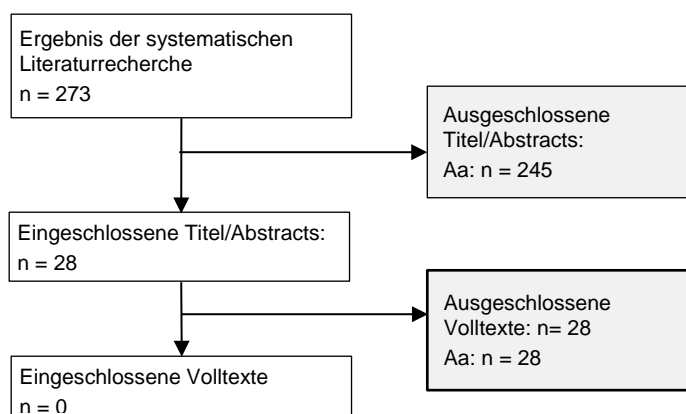 Ergebnis der systematischen
Literaturrecherche
n = 273
Ausgeschlossene
Titel/Abstracts:
Aa: n = 245
Eingeschlossene Titel/Abstracts:
n = 28
Ausgeschlossene
Volltexte: n= 28
Aa: n = 28
Eingeschlossene Volltexte
n = 0